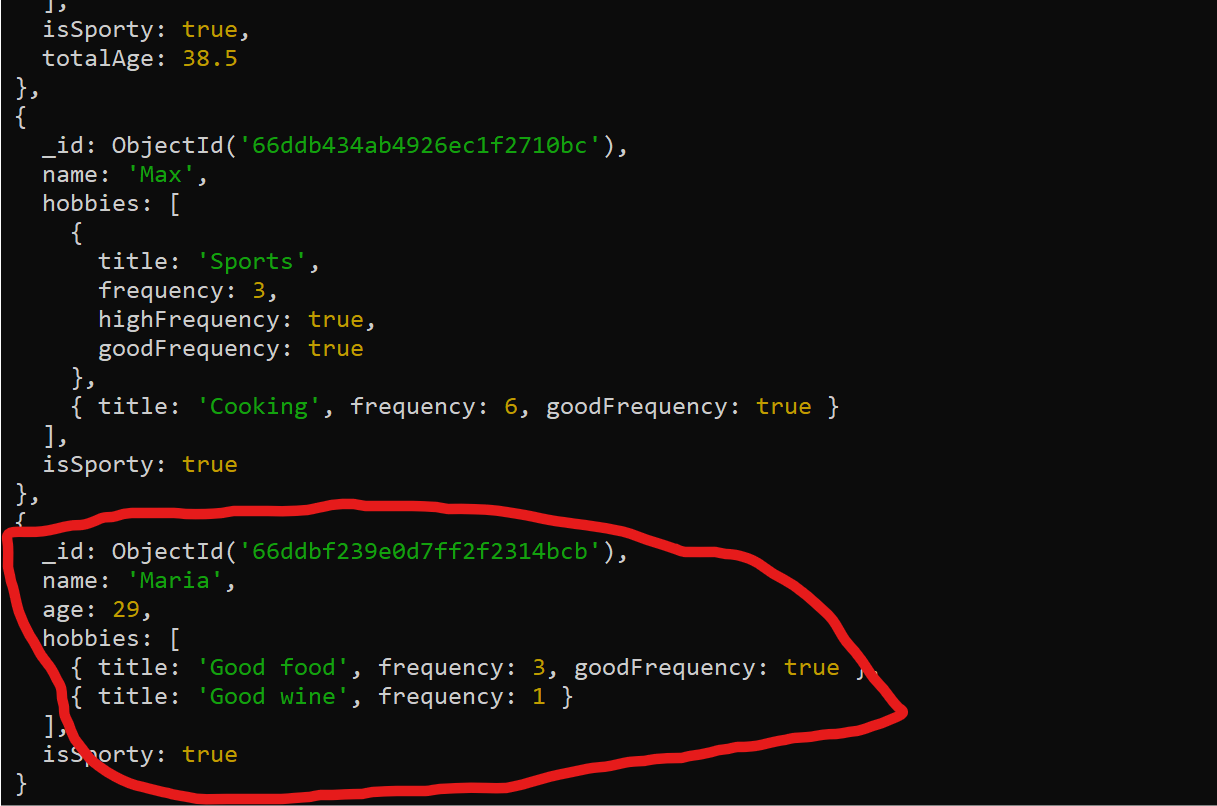 ],
isSporty: true,
totalAge: 38.5
},
{
_id: ObjectId('66ddb434ab4926ec1f2710bc'),
name: 'Max',
hobbies: [
{
title: 'Sports',
frequency: 3,
highFrequency: true,
goodFrequency: true
},
{ title: 'Cooking', frequency: 6, goodFrequency: true }
],
isSporty: true
},
{
_id: ObjectId('66ddbf239e0d7ff2f2314bcb'),
name: 'Maria',
age: 29,
hobbies: [
{ title: 'Good food', frequency: 3, goodFrequency: true },
{ title: 'Good wine', frequency: 1 }
],
isSporty: true
}